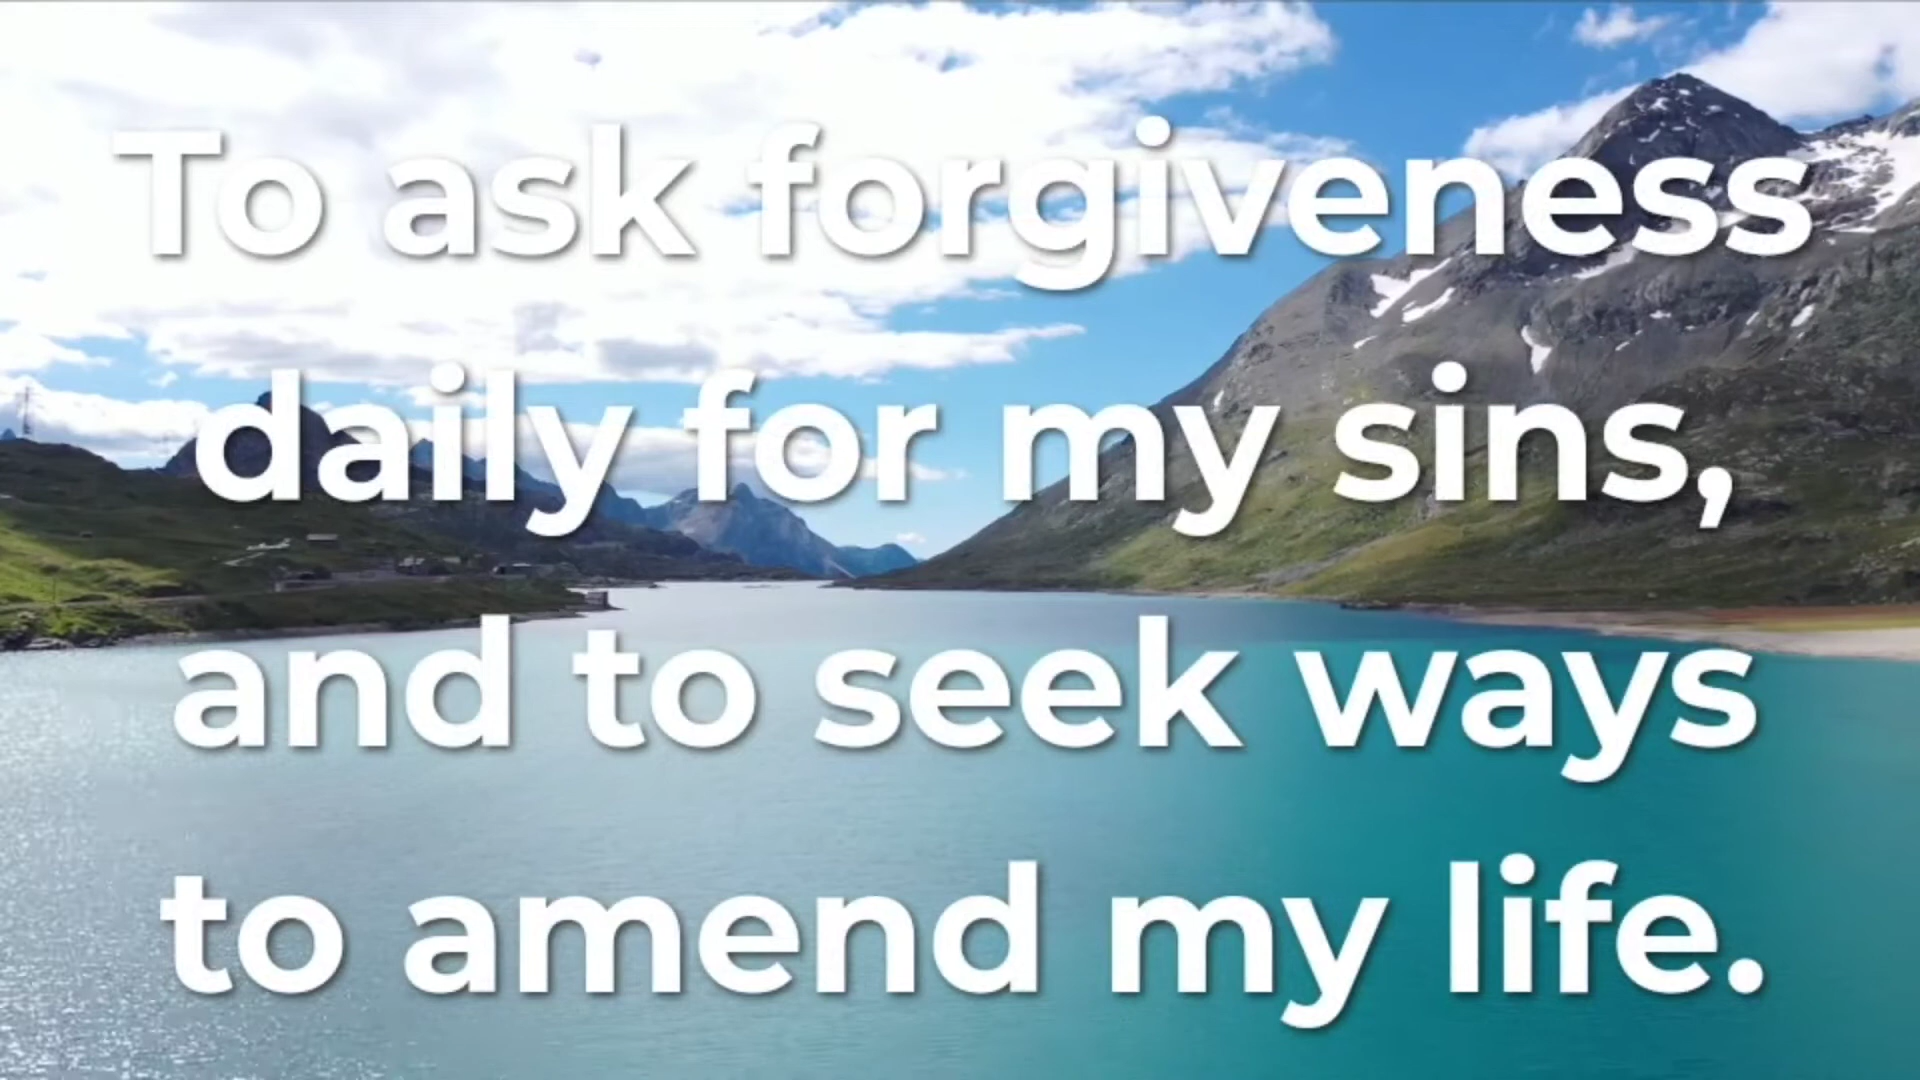 To ask forgiveness
daily for my sins,
and to seek ways
to amend my life.